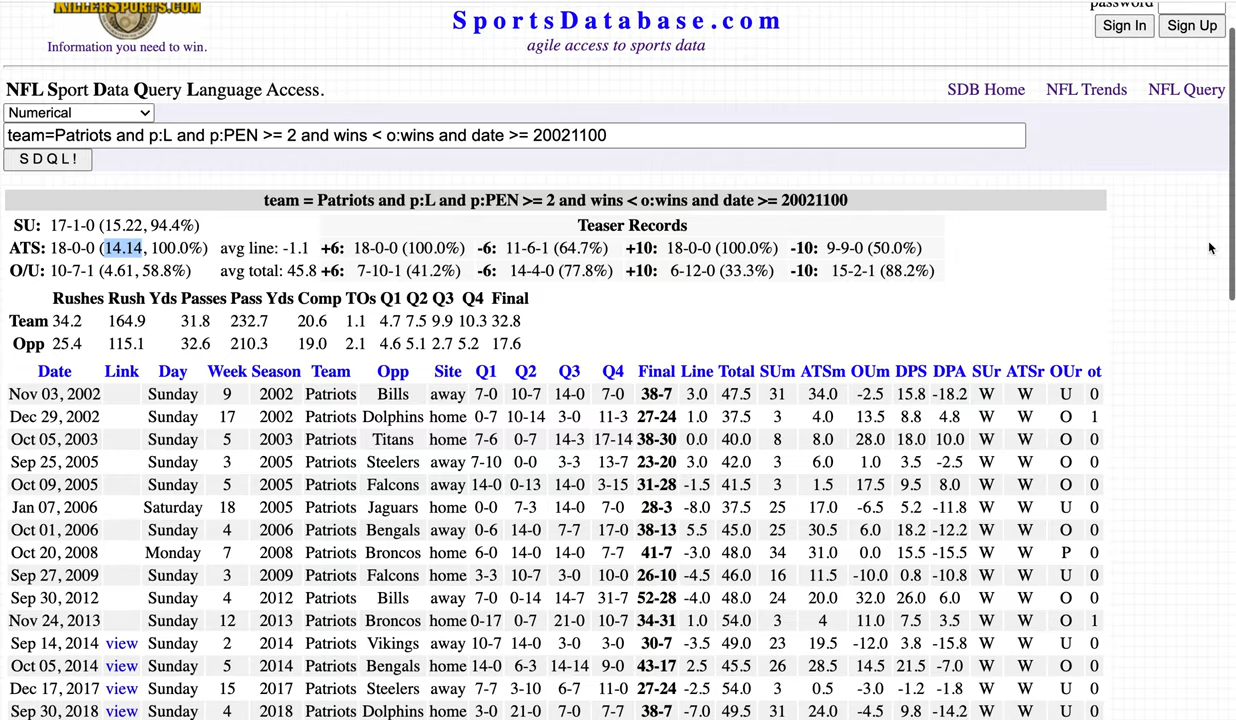 KILLERSPORTS.COM
Information you need to win.
SportsDatabase.com
agile access to sports data
password
Sign In Sign Up
NFL Sport Data Query Language Access.
SDB Home NFL Trends NFL Query
Numerical
team=Patriots and p:L and p:PEN >= 2 and wins < o:wins and date >= 20021100
S D Q L !
team = Patriots and p:L and p:PEN >= 2 and wins < o:wins and date >= 20021100
SU: 17-1-0 (15.22, 94.4%) Teaser Records
ATS: 18-0-0 (14.14, 100.0%) avg line: -1.1 +6: 18-0-0 (100.0%) -6: 11-6-1 (64.7%) +10: 18-0-0 (100.0%) -10: 9-9-0 (50.0%)
O/U: 10-7-1 (4.61, 58.8%) avg total: 45.8 +6: 7-10-1 (41.2%) -6: 14-4-0 (77.8%) +10: 6-12-0 (33.3%) -10: 15-2-1 (88.2%)
Rushes Rush Yds Passes Pass Yds Comp TOs Q1 Q2 Q3 Q4 Final
Team 34.2 164.9 31.8 232.7 20.6 1.1 4.7 7.5 9.9 10.3 32.8
Opp 25.4 115.1 32.6 210.3 19.0 2.1 4.6 5.1 2.7 5.2 17.6
Date Link Day Week Season Team Opp Site Q1 Q2 Q3 Q4 Final Line Total SUm ATSm OUm DPS DPA SUr ATSr OUr ot
Nov 03, 2002 Sunday 9 2002 Patriots Bills away 7-0 10-7 14-0 7-0 38-7 3.0 47.5 31 34.0 -2.5 15.8 -18.2 W W U 0
Dec 29, 2002 Sunday 17 2002 Patriots Dolphins home 0-7 10-14 3-0 11-3 27-24 1.0 37.5 3 4.0 13.5 8.8 4.8 W W O 1
Oct 05, 2003 Sunday 5 2003 Patriots Titans home 7-6 0-7 14-3 17-14 38-30 0.0 40.0 8 8.0 28.0 18.0 10.0 W W O 0
Sep 25, 2005 Sunday 3 2005 Patriots Steelers away 7-10 0-0 3-3 13-7 23-20 3.0 42.0 3 6.0 1.0 3.5 -2.5 W W O 0
Oct 09, 2005 Sunday 5 2005 Patriots Falcons away 14-0 0-13 14-0 3-15 31-28 -1.5 41.5 3 1.5 17.5 9.5 8.0 W W O 0
Jan 07, 2006 Saturday 18 2005 Patriots Jaguars home 0-0 7-3 14-0 7-0 28-3 -8.0 37.5 25 17.0 -6.5 5.2 -11.8 W W U 0
Oct 01, 2006 Sunday 4 2006 Patriots Bengals away 0-6 14-0 7-7 17-0 38-13 5.5 45.0 25 30.5 6.0 18.2 -12.2 W W O 0
Oct 20, 2008 Monday 7 2008 Patriots Broncos home 6-0 14-0 14-0 7-7 41-7 -3.0 48.0 34 31.0 0.0 15.5 -15.5 W W P 0
Sep 27, 2009 Sunday 3 2009 Patriots Falcons home 3-3 10-7 3-0 10-0 26-10 -4.5 46.0 16 11.5 -10.0 0.8 -10.8 W W U 0
Sep 30, 2012 Sunday 4 2012 Patriots Bills away 7-0 0-14 14-7 31-7 52-28 -4.0 48.0 24 20.0 32.0 26.0 6.0 W W O 0
Nov 24, 2013 Sunday 12 2013 Patriots Broncos home 0-17 0-7 21-0 10-7 34-31 1.0 54.0 3 4 11.0 7.5 3.5 W W O 1
Sep 14, 2014 view Sunday 2 2014 Patriots Vikings away 10-7 14-0 3-0 3-0 30-7 -3.5 49.0 23 19.5 -12.0 3.8 -15.8 W W U 0
Oct 05, 2014 view Sunday 5 2014 Patriots Bengals home 14-0 6-3 14-14 9-0 43-17 2.5 45.5 26 28.5 14.5 21.5 -7.0 W W O 0
Dec 17, 2017 view Sunday 15 2017 Patriots Steelers away 7-7 3-10 6-7 11-0 27-24 -2.5 54.0 3 0.5 -3.0 -1.2 -1.8 W W U 0
Sep 30, 2018 view Sunday 4 2018 Patriots Dolphins home 3-0 21-0 7-0 7-7 38-7 -7.0 49.5 31 24.0 -4.5 9.8 -14.2 W W U 0